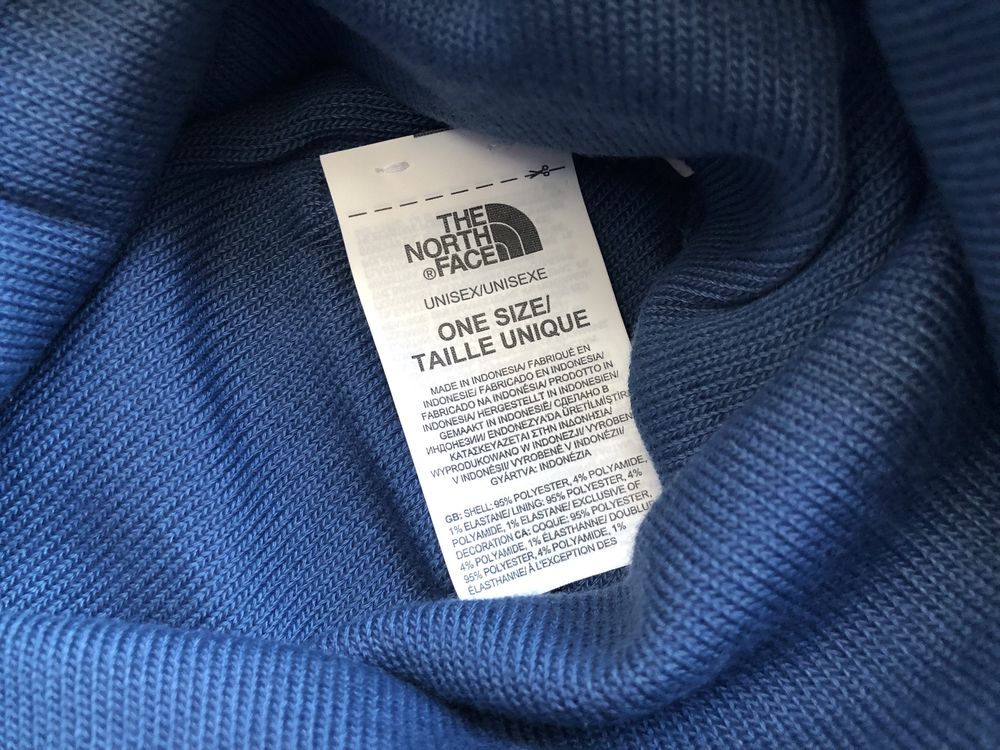 THE
NORTH
®FACE
UNISEX/UNISEXE
ONE SIZE/
TAILLE UNIQUE
MADE IN INDONESIA/ FABRIQUÉ EN
INDONESIE/ FABRICADO EN INDONESIA/
FABRICADO NA INDONÉSIA/ PRODOTTO IN
INDONESIA/ HERGESTELLT IN INDONESIEN/
GEMAAKT IN INDONESIË/ СДЕЛАНО В
ИНДОНЕЗИИ/ ENDONEZYA'DA ÜRETİLMİŞTİR/
ΚΑΤΑΣΚΕΥΑΖΕΤΑΙ ΣΤΗΝ ΙΝΔΟΝΗΣΙΑ/
WYPRODUKOWANO W INDONEZJI/ VYROBENO
V INDONÉSII/ VYROBENÉ V INDONÉZII/
GYÁRTVA: INDONÉZIA
GB: SHELL: 95% POLYESTER, 4% POLYAMIDE,
1% ELASTANE/ LINING: 95% POLYESTER, 4%
POLYAMIDE, 1% ELASTANE/ EXCLUSIVE OF
DECORATION CA: COQUE: 95% POLYESTER,
4% POLYAMIDE, 1% ÉLASTHANNE/ DOUBLURE
95% POLYESTER, 4% POLYAMIDE, 1%
ÉLASTHANNE/ À L'EXCEPTION DES